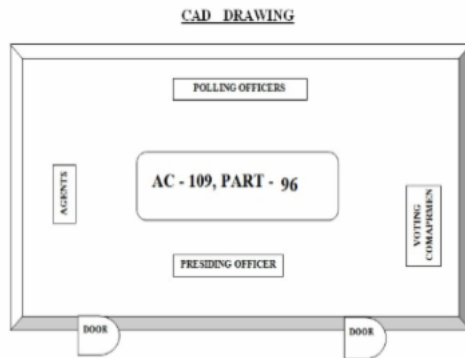 CAD DRAWING
POLLING OFFICERS
AGENTS
AC - 109, PART - 96
VOTING
COMAPRMEN
PRESIDING OFFICER
DOOR
DOOR